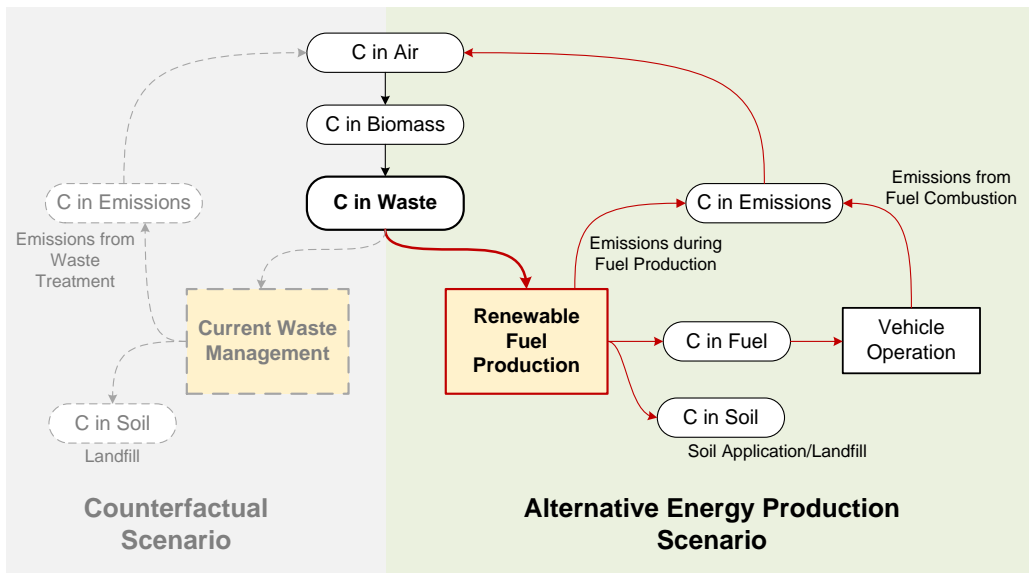 C in Air
C in Biomass
C in Waste
C in Emissions
Emissions from
Waste
Treatment
Current Waste
Management
C in Soil
Landfill
Counterfactual
Scenario
C in Emissions
Emissions from
Fuel Combustion
Emissions during
Fuel Production
Renewable
Fuel
Production
C in Fuel
Vehicle
Operation
C in Soil
Soil Application/Landfill
Alternative Energy Production
Scenario